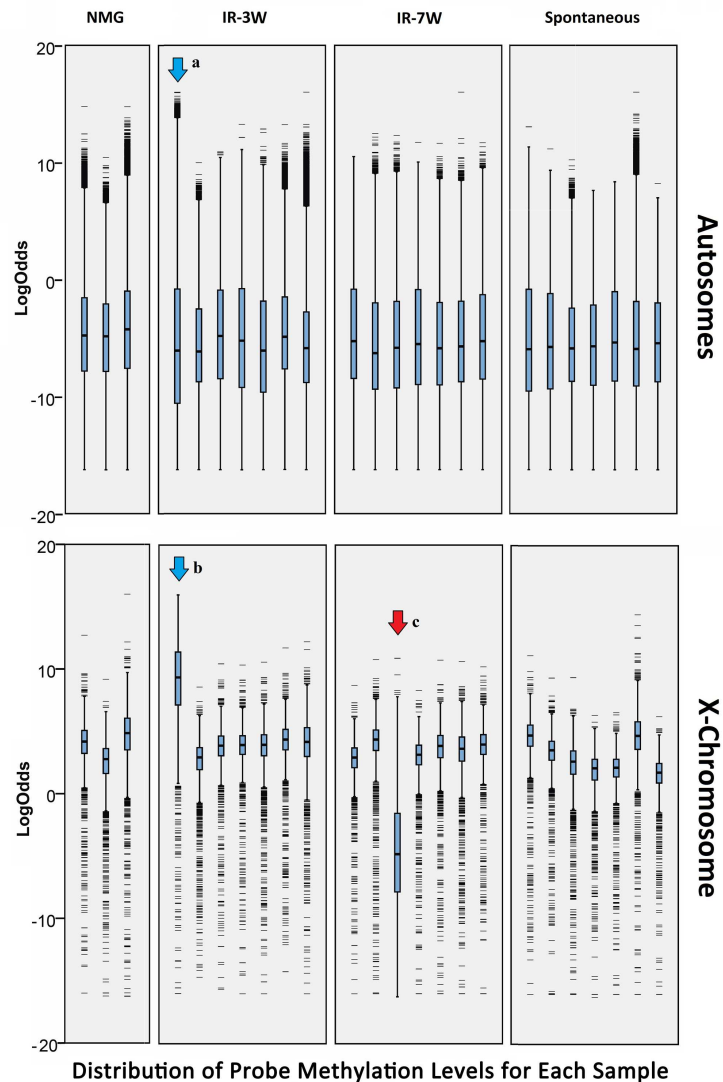 NMG IR-3W IR-7W Spontaneous
20
a
10
0
-10
-20
LogOdds
Autosomes
20
b
c
10
0
-10
-20
LogOdds
X-Chromosome
Distribution of Probe Methylation Levels for Each Sample